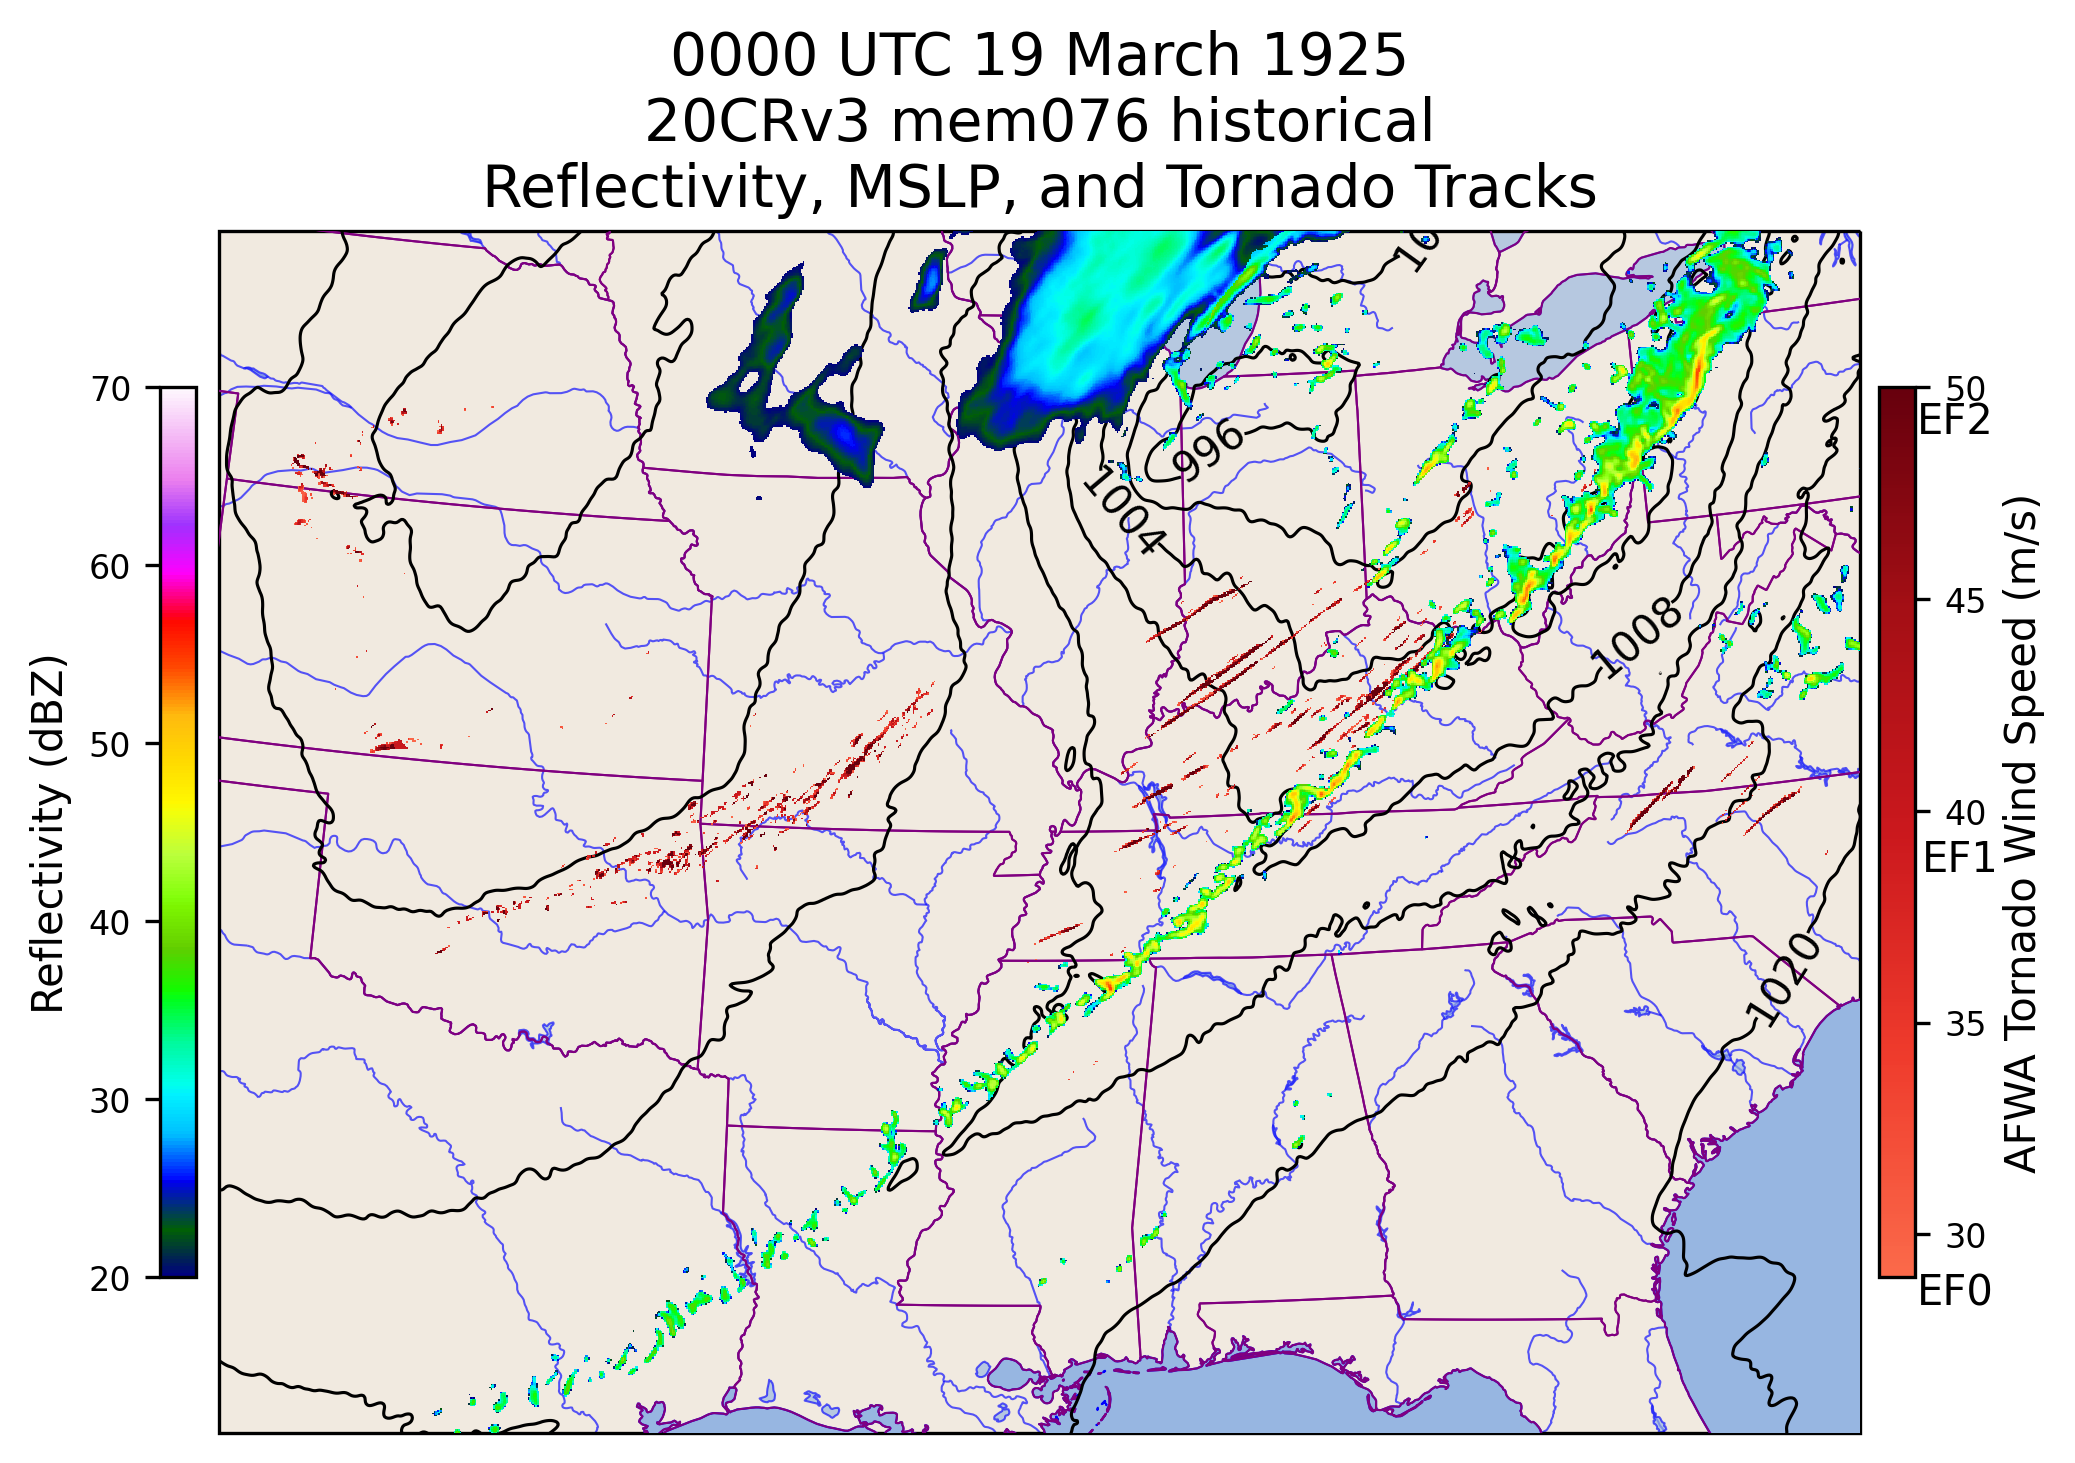 0000 UTC 19 March 1925
20CRv3 mem076 historical
Reflectivity, MSLP, and Tornado Tracks
70
60
50
40
30
20
Reflectivity (dBZ)
996
1004
1008
1020
50
EF2
45
40
EF1
35
30
EF0
AFWA Tornado Wind Speed (m/s)